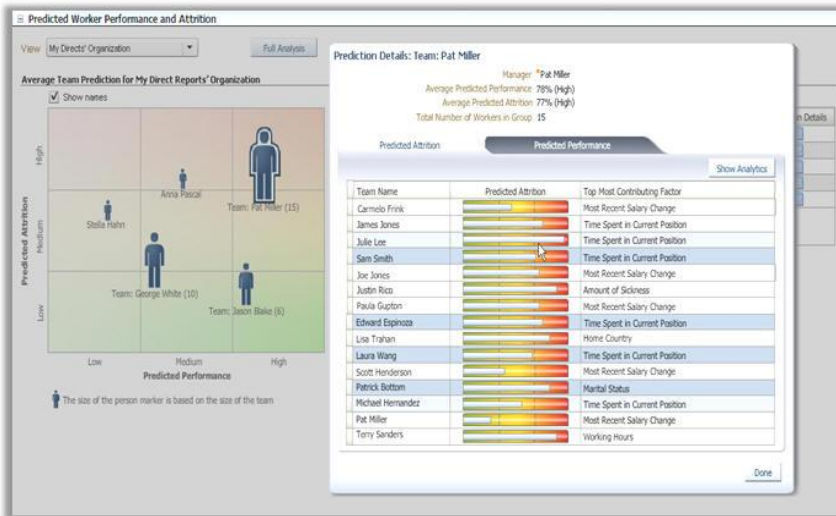 Predicted Worker Performance and Attrition
View My Directs' Organization
Full Analysis
Average Team Prediction for My Direct Reports' Organization
Show names
High
Medium
Low
Predicted Attrition
Anna Pascal
Stella Hahn
Team: Pat Miller (15)
Team: George White (10)
Team: Jason Blake (6)
Low Medium High
Predicted Performance
The size of the person marker is based on the size of the team
n Details
Prediction Details: Team: Pat Miller
Manager *Pat Miller
Average Predicted Performance 78% (High)
Average Predicted Attrition 77% (High)
Total Number of Workers in Group 15
Predicted Attrition Predicted Performance
Show Analytics
Team Name Predicted Attrition Top Most Contributing Factor
Carmelo Frink Most Recent Salary Change
James Jones Time Spent in Current Position
Julie Lee Time Spent in Current Position
Sam Smith Time Spent in Current Position
Joe Jones Most Recent Salary Change
Justin Rico Amount of Sickness
Paula Gupton Most Recent Salary Change
Edward Espinoza Time Spent in Current Position
Lisa Trahan Home Country
Laura Wang Time Spent in Current Position
Scott Henderson Most Recent Salary Change
Patrick Bottom Marital Status
Michael Hernandez Time Spent in Current Position
Pat Miller Most Recent Salary Change
Terry Sanders Working Hours
Done